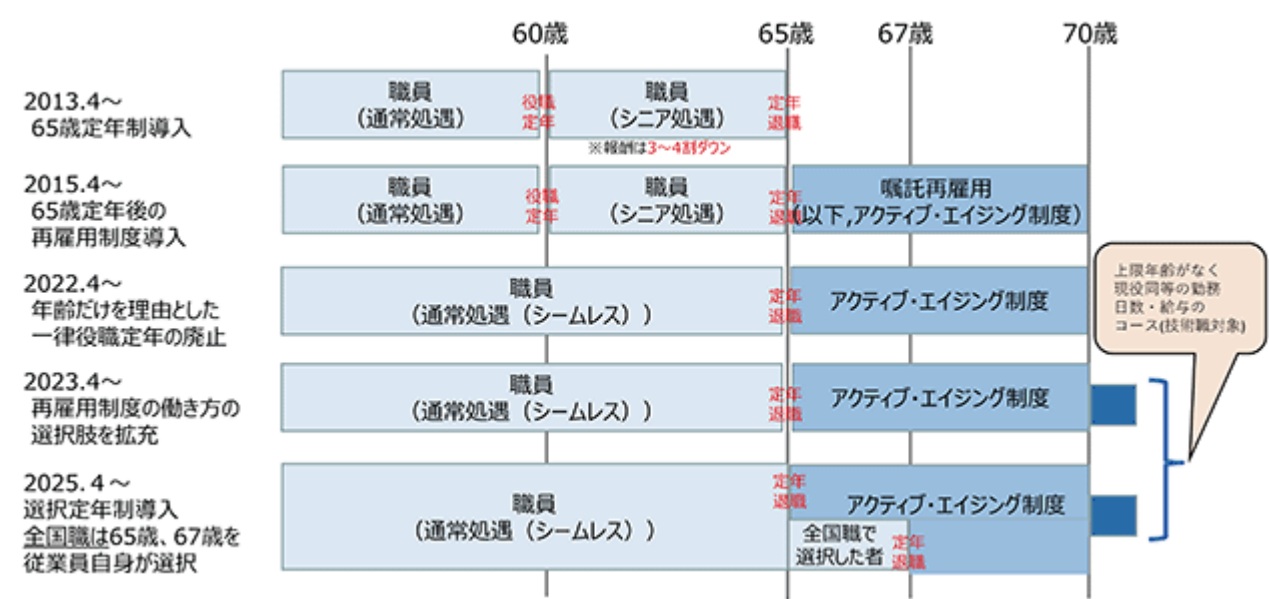 60歳
65歳
67歳
70歳
2013.4～
65歳定年制導入
職員
（通常処遇）
役職
定年
職員
（シニア処遇）
定年
退職
※報酬は3～4割ダウン
2015.4～
65歳定年後の
再雇用制度導入
職員
（通常処遇）
役職
定年
職員
（シニア処遇）
定年
退職
嘱託再雇用
(以下,アクティブ・エイジング制度)
2022.4～
年齢だけを理由とした
一律役職定年の廃止
職員
（通常処遇（シームレス））
定年
退職
アクティブ・エイジング制度
上限年齢がなく
現役同等の勤務
日数・給与の
コース(技術職対象)
2023.4～
再雇用制度の働き方の
選択肢を拡充
職員
（通常処遇（シームレス））
定年
退職
アクティブ・エイジング制度
2025.4～
選択定年制導入
全国職は65歳、67歳を
従業員自身が選択
職員
（通常処遇（シームレス））
定年
退職
アクティブ・エイジング制度
全国職で
選択した者
定年
退職